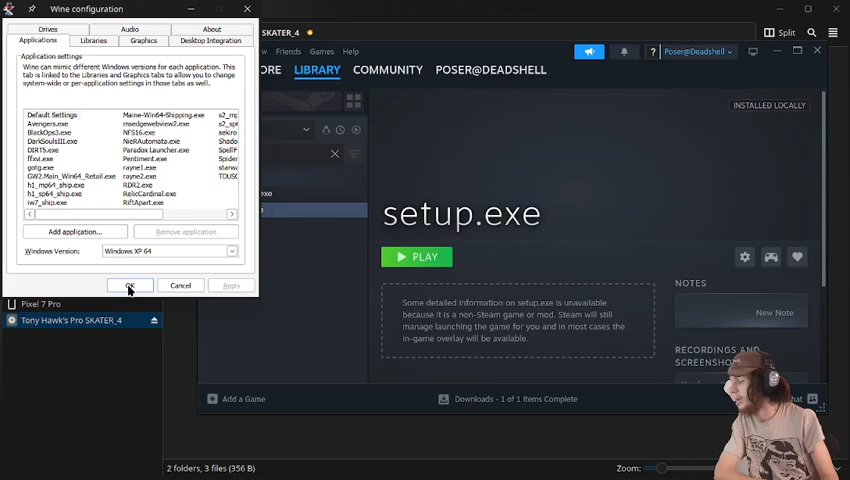 Wine configuration
Drives
Audio
About
Applications
Libraries
Graphics
Desktop Integration
Application settings
Wine can mimic different Windows versions for each application. This
tab is linked to the Libraries and Graphics tabs to allow you to change
system-wide or per-application settings in those tabs as well.
Default Settings
Maine-Win64-Shipping.exe
s2_mp
Avengers.exe
msedgewebview2.exe
s2_sp
BlackOps3.exe
NFS16.exe
sekiro
DarkSoulsIII.exe
NieRAutomata.exe
Shado
DIRT5.exe
Paradox Launcher.exe
SpellF
ffxvi.exe
Pentiment.exe
Spider
gotg.exe
rayne1.exe
starwa
GW2.Main_Win64_Retail.exe
rayne2.exe
TDUSC
h1_mp64_ship.exe
RDR2.exe
h1_sp64_ship.exe
RelicCardinal.exe
iw7_ship.exe
RiftApart.exe
Add application...
Remove application
Windows Version:
Windows XP 64
OK
Cancel
Apply
Pixel 7 Pro
Tony Hawk's Pro SKATER_4
SKATER_4
Split
Friends
Games
Help
Poser@Deadshell
ORE
LIBRARY
COMMUNITY
POSER@DEADSHELL
INSTALLED LOCALLY
setup.exe
PLAY
Some detailed information on setup.exe is unavailable
because it is a non-Steam game or mod. Steam will still
manage launching the game for you and in most cases the
in-game overlay will be available.
NOTES
New Note
RECORDINGS AND
SCREENSH
Add a Game
Downloads - 1 of 1 Items Complete
2 folders, 3 files (356 B)
Zoom: